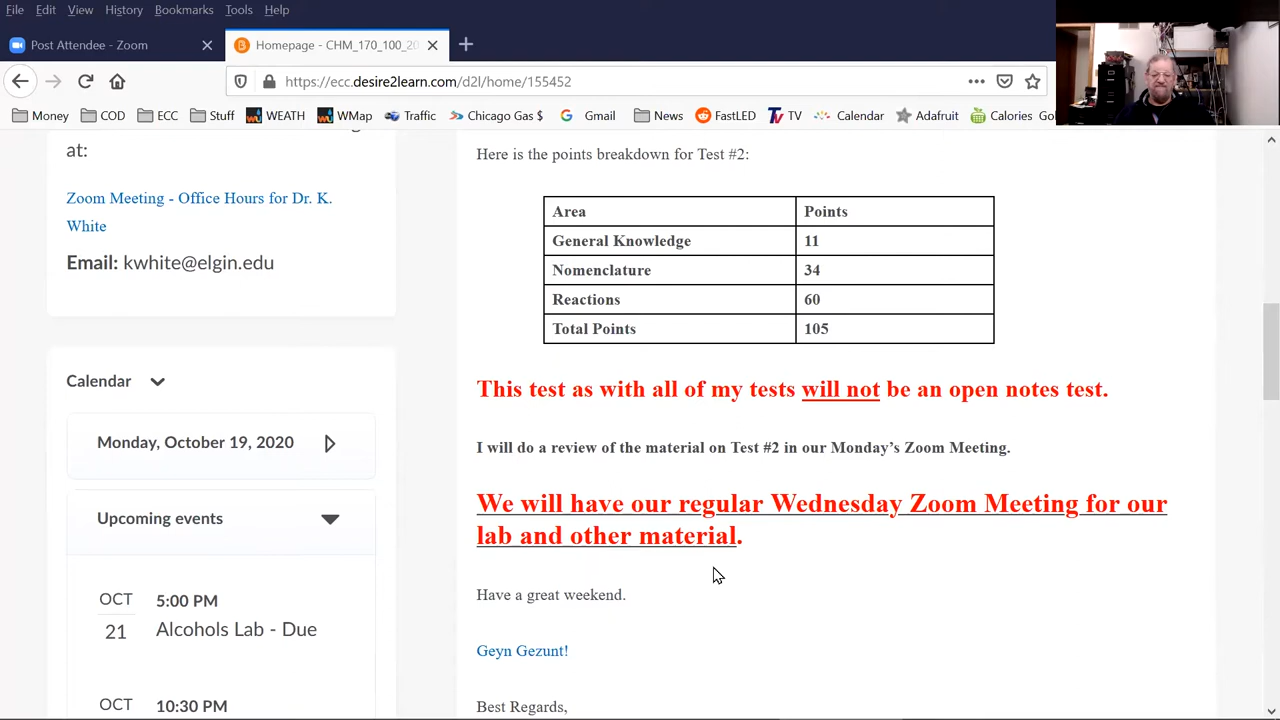 File Edit View History Bookmarks Tools Help
Post Attendee - Zoom
Homepage - CHM_170_100_20
https://ecc.desire2learn.com/d2l/home/155452
Money COD ECC Stuff WEATH WMap Traffic Chicago Gas $ Gmail News FastLED TV Calendar Adafruit Calories
at:
Zoom Meeting - Office Hours for Dr. K.
White
Email: kwhite@elgin.edu
Calendar
Monday, October 19, 2020
Upcoming events
OCT 5:00 PM
21 Alcohols Lab - Due
OCT 10:30 PM
Here is the points breakdown for Test #2:
Area Points
General Knowledge 11
Nomenclature 34
Reactions 60
Total Points 105
This test as with all of my tests will not be an open notes test.
I will do a review of the material on Test #2 in our Monday’s Zoom Meeting.
We will have our regular Wednesday Zoom Meeting for our
lab and other material.
Have a great weekend.
Geyn Gezunt!
Best Regards,